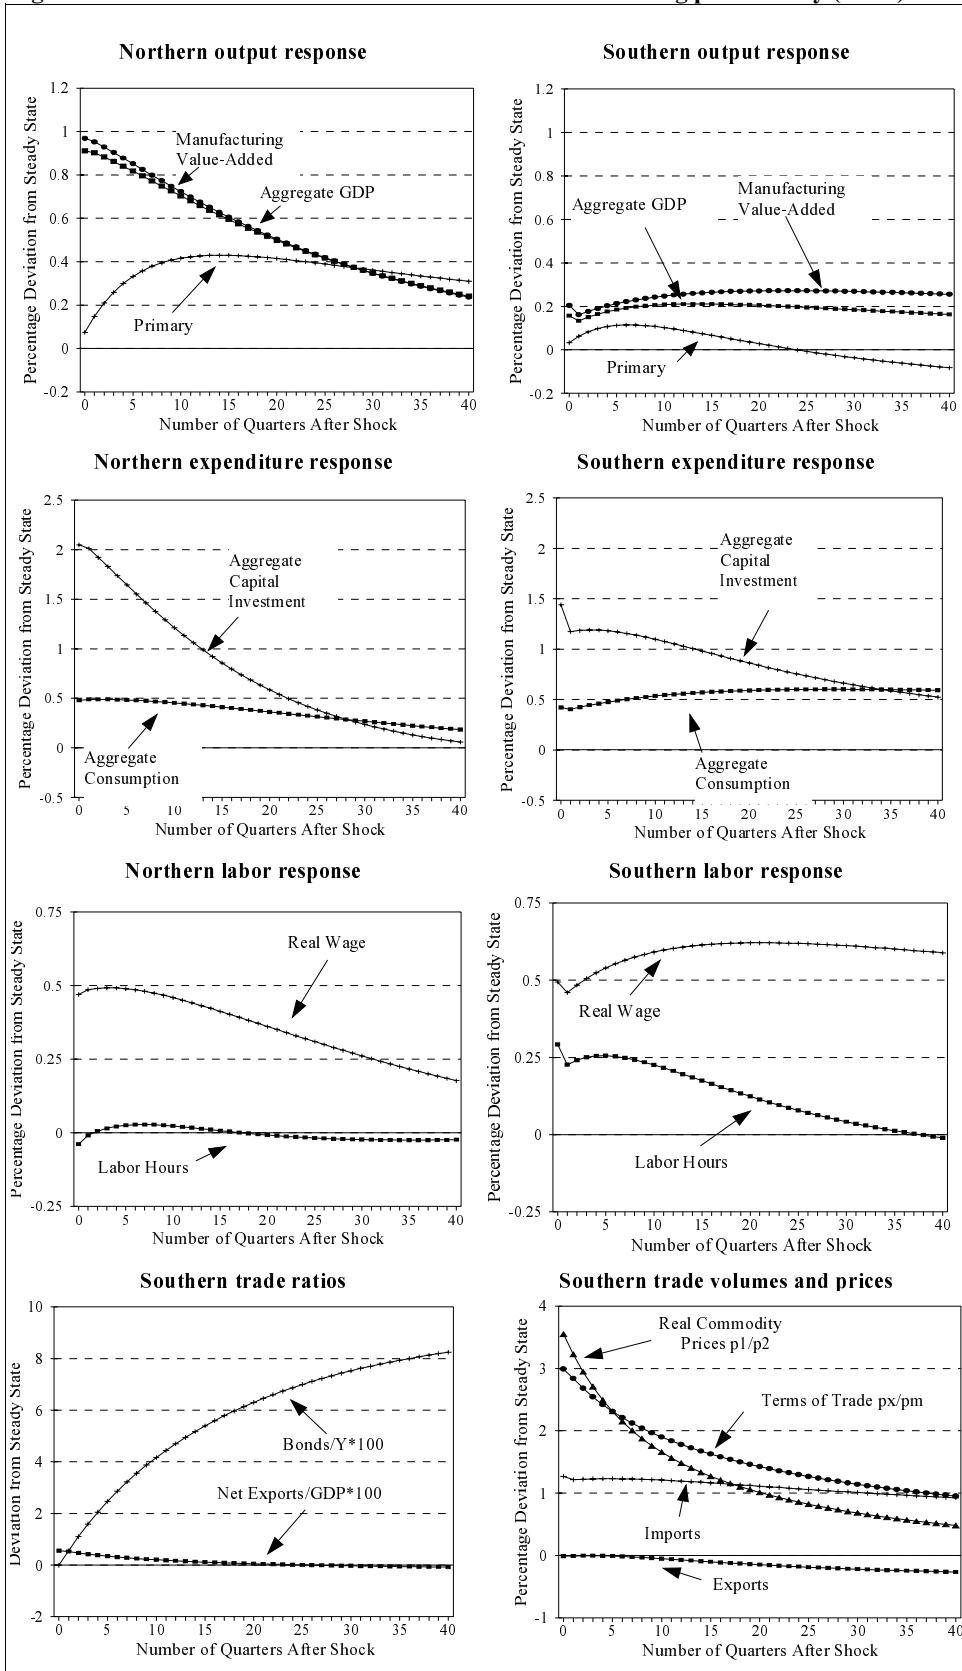 Northern output response
1.2
1
0.8
0.6
0.4
0.2
0
-0.2
Percentage Deviation from Steady State
Manufacturing
Value-Added
Aggregate GDP
Primary
0 5 10 15 20 25 30 35 40
Number of Quarters After Shock
Southern output response
1.2
1
0.8
0.6
0.4
0.2
0
-0.2
Percentage Deviation from Steady State
Manufacturing
Value-Added
Aggregate GDP
Primary
0 5 10 15 20 25 30 35 40
Number of Quarters After Shock
Northern expenditure response
2.5
2
1.5
1
0.5
0
-0.5
Percentage Deviation from Steady State
Aggregate
Capital
Investment
Aggregate
Consumption
0 5 10 15 20 25 30 35 40
Number of Quarters After Shock
Southern expenditure response
2.5
2
1.5
1
0.5
0
-0.5
Percentage Deviation from Steady State
Aggregate
Capital
Investment
Aggregate
Consumption
0 5 10 15 20 25 30 35 40
Number of Quarters After Shock
Northern labor response
0.75
0.5
0.25
0
-0.25
Percentage Deviation from Steady State
Real Wage
Labor Hours
0 5 10 15 20 25 30 35 40
Number of Quarters After Shock
Southern labor response
0.75
0.5
0.25
0
-0.25
Percentage Deviation from Steady State
Real Wage
Labor Hours
0 5 10 15 20 25 30 35 40
Number of Quarters After Shock
Southern trade ratios
10
8
6
4
2
0
-2
Deviation from Steady State
Bonds/Y*100
Net Exports/GDP*100
0 5 10 15 20 25 30 35 40
Number of Quarters After Shock
Southern trade volumes and prices
4
3
2
1
0
-1
Percentage Deviation from Steady State
Real Commodity
Prices p1/p2
Terms of Trade px/pm
Imports
Exports
0 5 10 15 20 25 30 35 40
Number of Quarters After Shock